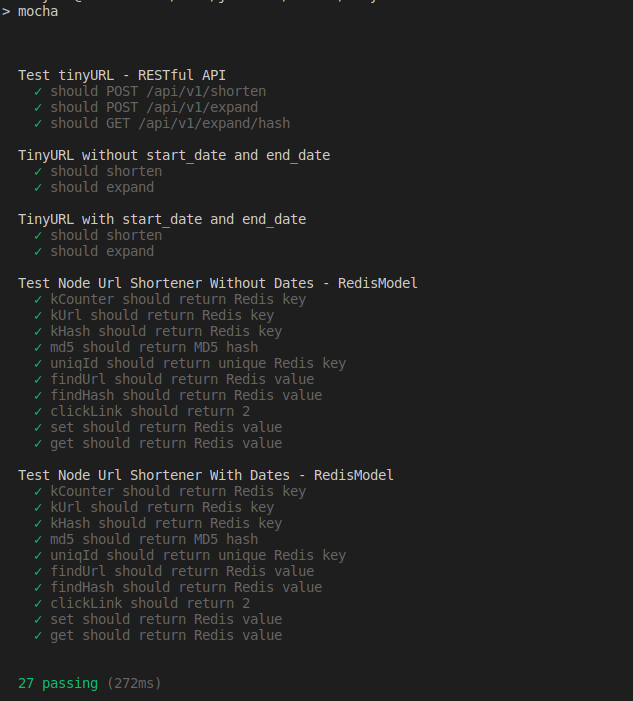 > mocha
Test tinyURL - RESTful API
✓ should POST /api/v1/shorten
✓ should POST /api/v1/expand
✓ should GET /api/v1/expand/hash
TinyURL without start_date and end_date
✓ should shorten
✓ should expand
TinyURL with start_date and end_date
✓ should shorten
✓ should expand
Test Node Url Shortener Without Dates - RedisModel
✓ kCounter should return Redis key
✓ kUrl should return Redis key
✓ kHash should return Redis key
✓ md5 should return MD5 hash
✓ uniqId should return unique Redis key
✓ findUrl should return Redis value
✓ findHash should return Redis value
✓ clickLink should return 2
✓ set should return Redis value
✓ get should return Redis value
Test Node Url Shortener With Dates - RedisModel
✓ kCounter should return Redis key
✓ kUrl should return Redis key
✓ kHash should return Redis key
✓ md5 should return MD5 hash
✓ uniqId should return unique Redis key
✓ findUrl should return Redis value
✓ findHash should return Redis value
✓ clickLink should return 2
✓ set should return Redis value
✓ get should return Redis value
27 passing (272ms)